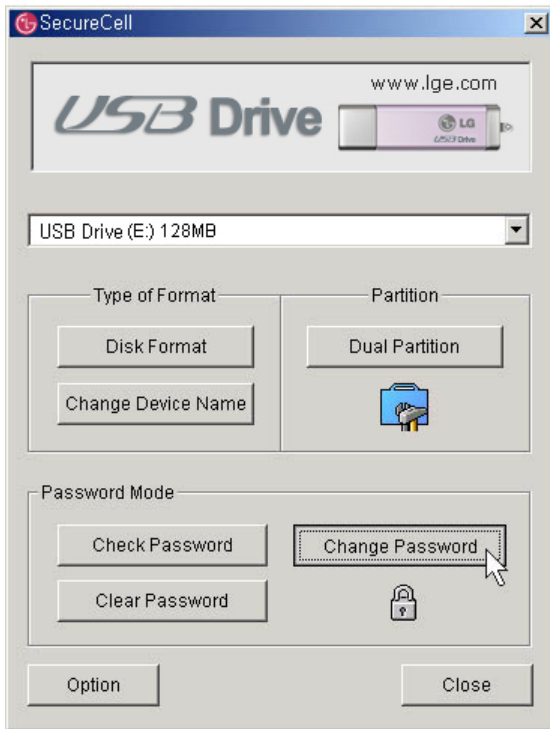 SecureCell
www.lge.com
USB Drive
LG
USB Drive
USB Drive (E:) 128MB
Type of Format
Partition
Disk Format
Dual Partition
Change Device Name
Password Mode
Check Password
Change Password
Clear Password
Option
Close